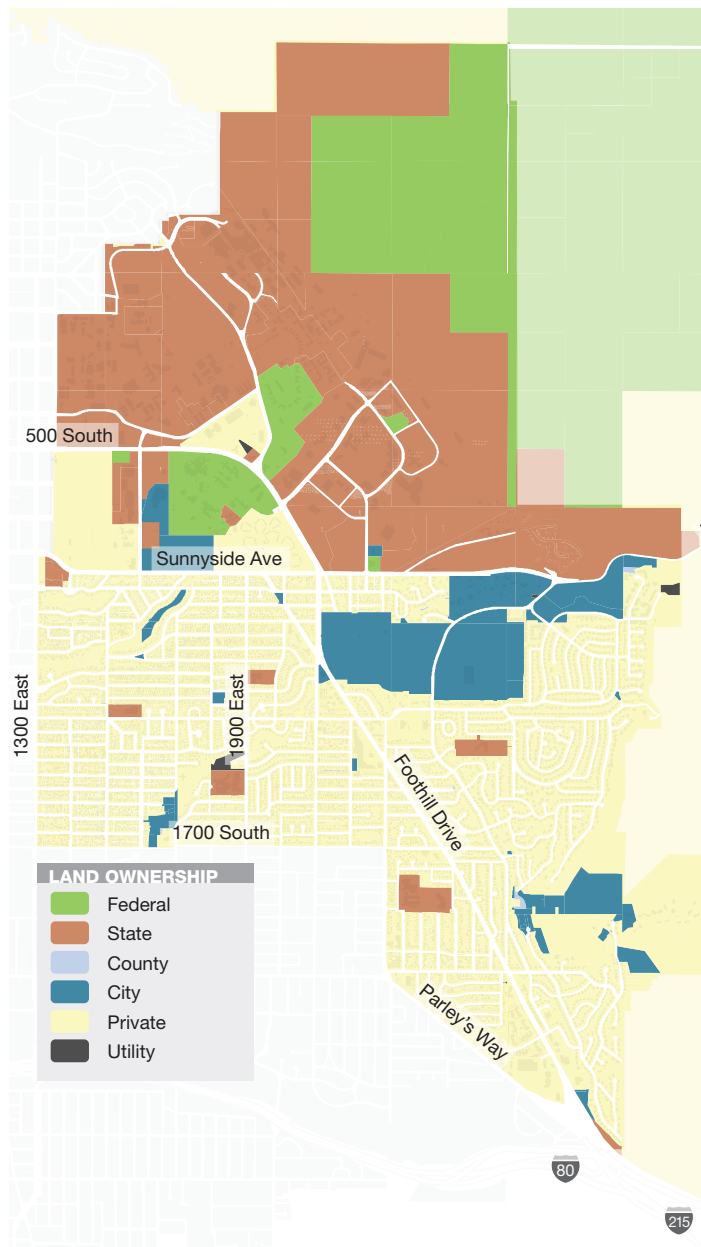 500 South
Sunnyside Ave
1300 East
1900 East
Foothill Drive
1700 South
LAND OWNERSHIP
Federal
State
County
City
Private
Utility
Parley's Way
80
215